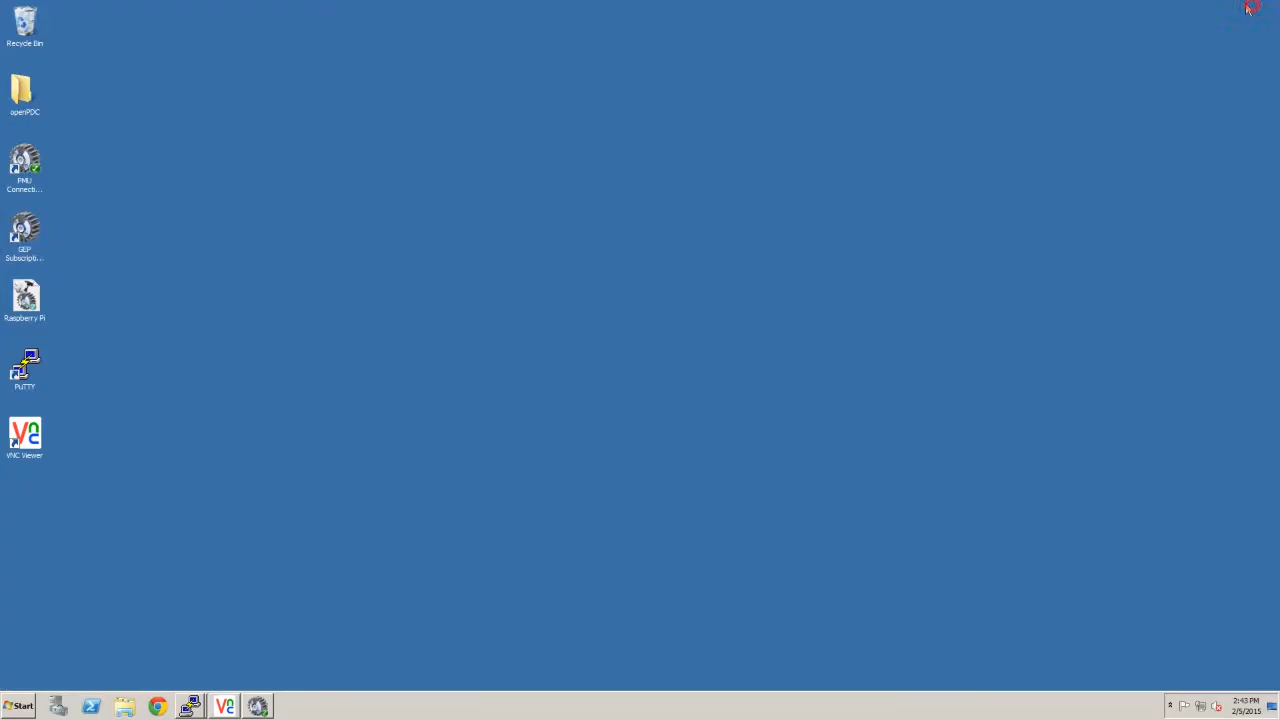 Recycle Bin
openPDC
PMU
Connecti...
GEP
Subscripti...
Raspberry Pi
PuTTY
VNC Viewer
Start
2:43 PM
2/5/2015